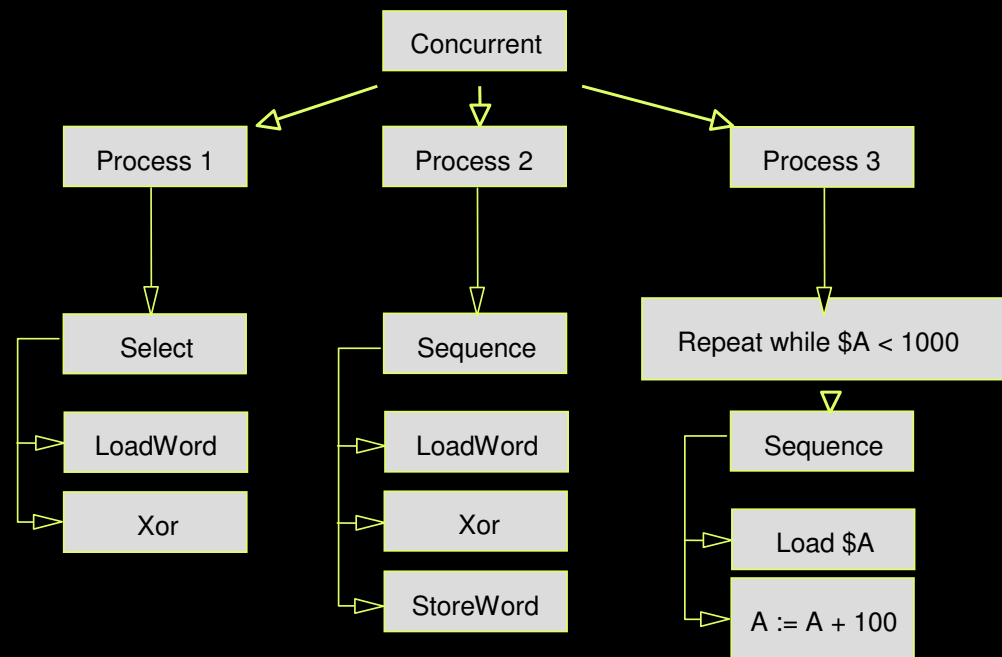 Concurrent
Process 1
Process 2
Process 3
Select
Sequence
Repeat while $A < 1000
LoadWord
LoadWord
Sequence
Xor
Xor
Load $A
StoreWord
A := A + 100